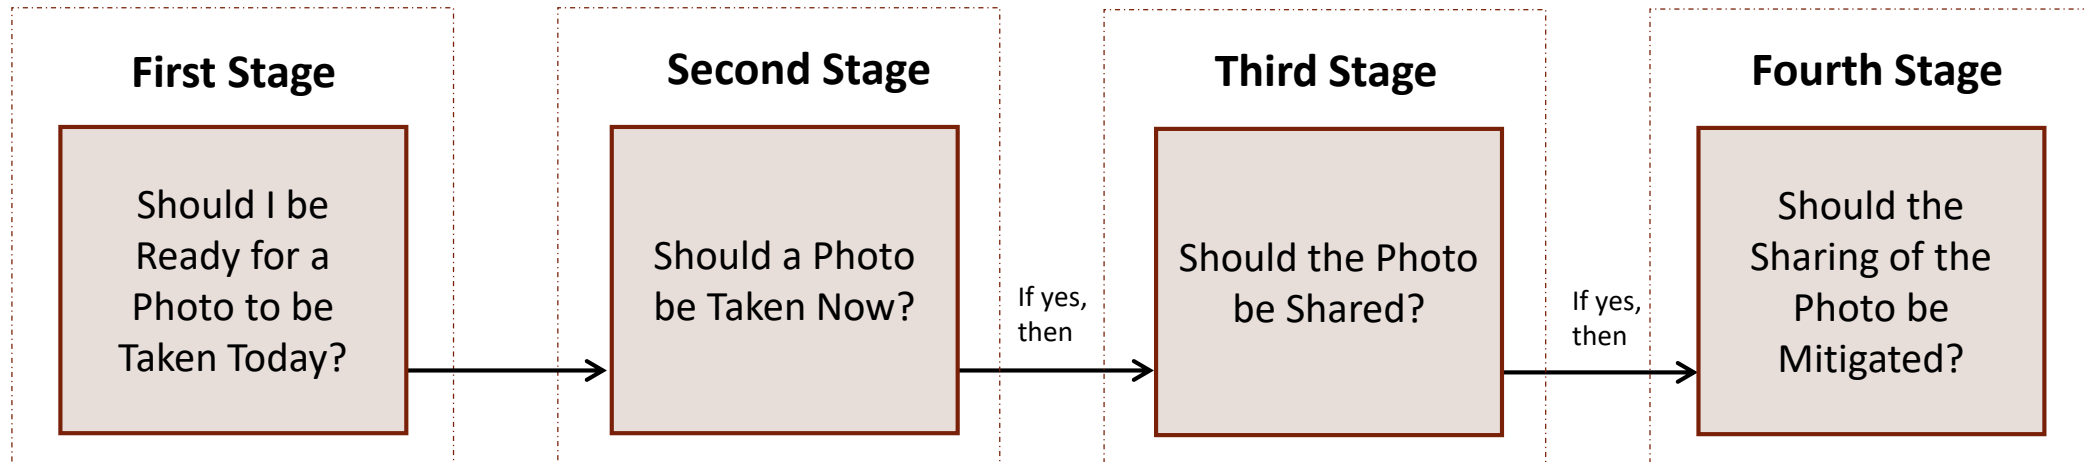 First Stage
Should I be
Ready for a
Photo to be
Taken Today?
Second Stage
Should a Photo
be Taken Now?
If yes,
then
Third Stage
Should the Photo
be Shared?
If yes,
then
Fourth Stage
Should the
Sharing of the
Photo be
Mitigated?